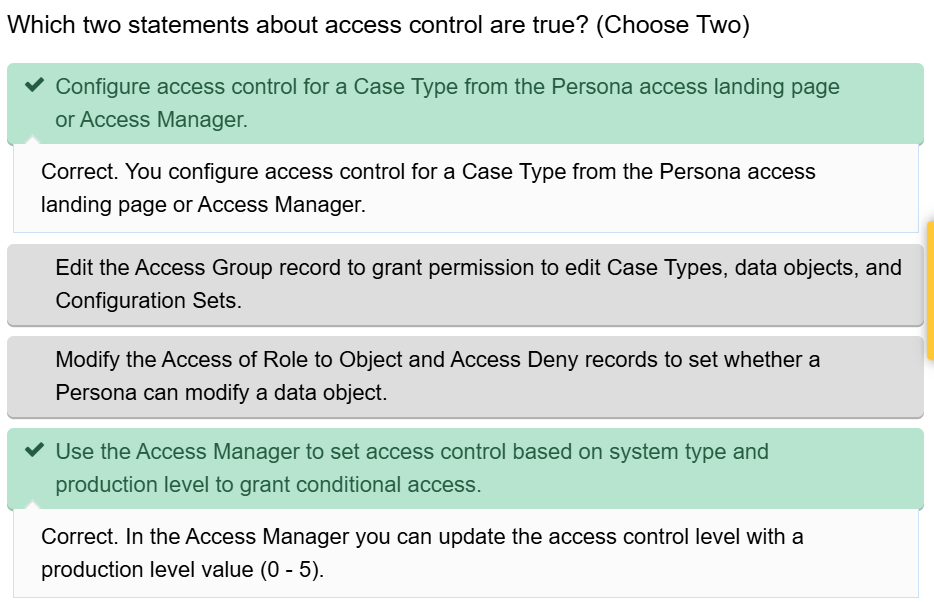 Which two statements about access control are true? (Choose Two)
Configure access control for a Case Type from the Persona access landing page
or Access Manager.
Correct. You configure access control for a Case Type from the Persona access
landing page or Access Manager.
Edit the Access Group record to grant permission to edit Case Types, data objects, and
Configuration Sets.
Modify the Access of Role to Object and Access Deny records to set whether a
Persona can modify a data object.
Use the Access Manager to set access control based on system type and
production level to grant conditional access.
Correct. In the Access Manager you can update the access control level with a
production level value (0 - 5).